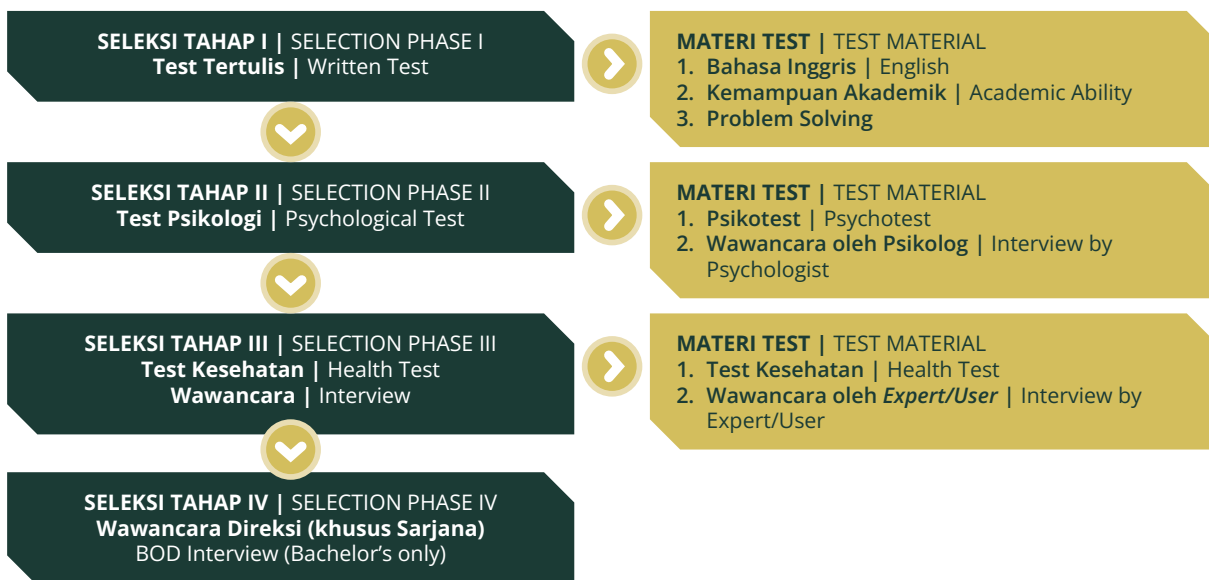 SELEKSI TAHAP I | SELECTION PHASE I
Test Tertulis | Written Test
MATERI TEST | TEST MATERIAL
1. Bahasa Inggris | English
2. Kemampuan Akademik | Academic Ability
3. Problem Solving
SELEKSI TAHAP II | SELECTION PHASE II
Test Psikologi | Psychological Test
MATERI TEST | TEST MATERIAL
1. Psikotest | Psychotest
2. Wawancara oleh Psikolog | Interview by
Psychologist
SELEKSI TAHAP III | SELECTION PHASE III
Test Kesehatan | Health Test
Wawancara | Interview
MATERI TEST | TEST MATERIAL
1. Test Kesehatan | Health Test
2. Wawancara oleh Expert/User | Interview by
Expert/User
SELEKSI TAHAP IV | SELECTION PHASE IV
Wawancara Direksi (khusus Sarjana)
BOD Interview (Bachelor's only)